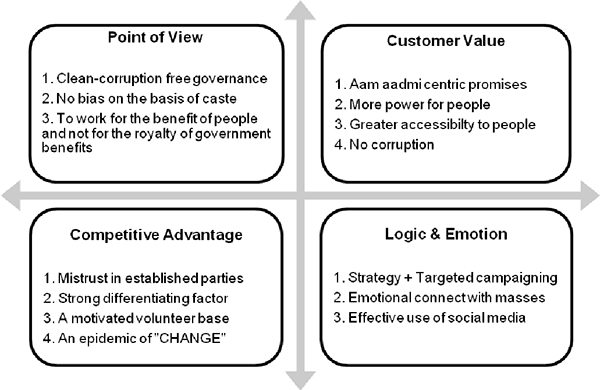 Point of View
1. Clean-corruption free governance
2. No bias on the basis of caste
3. To work for the benefit of people
and not for the royalty of government
benefits
Customer Value
1. Aam aadmi centric promises
2. More power for people
3. Greater accessibilty to people
4. No corruption
Competitive Advantage
1. Mistrust in established parties
2. Strong differentiating factor
3. A motivated volunteer base
4. An epidemic of "CHANGE"
Logic & Emotion
1. Strategy + Targeted campaigning
2. Emotional connect with masses
3. Effective use of social media